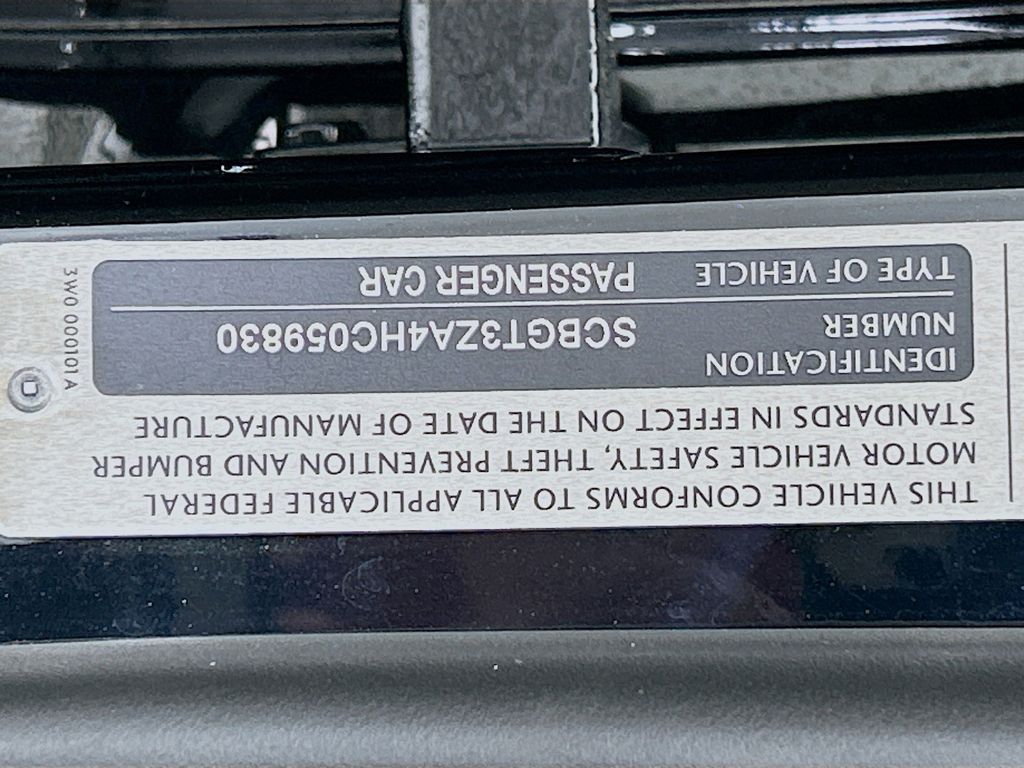 THIS VEHICLE CONFORMS TO ALL APPLICABLE FEDERAL
MOTOR VEHICLE SAFETY, THEFT PREVENTION AND BUMPER
STANDARDS IN EFFECT ON THE DATE OF MANUFACTURE
IDENTIFICATION
NUMBER SCBGT3ZA4HC059830
TYPE OF VEHICLE PASSENGER CAR
3W0 000101 A